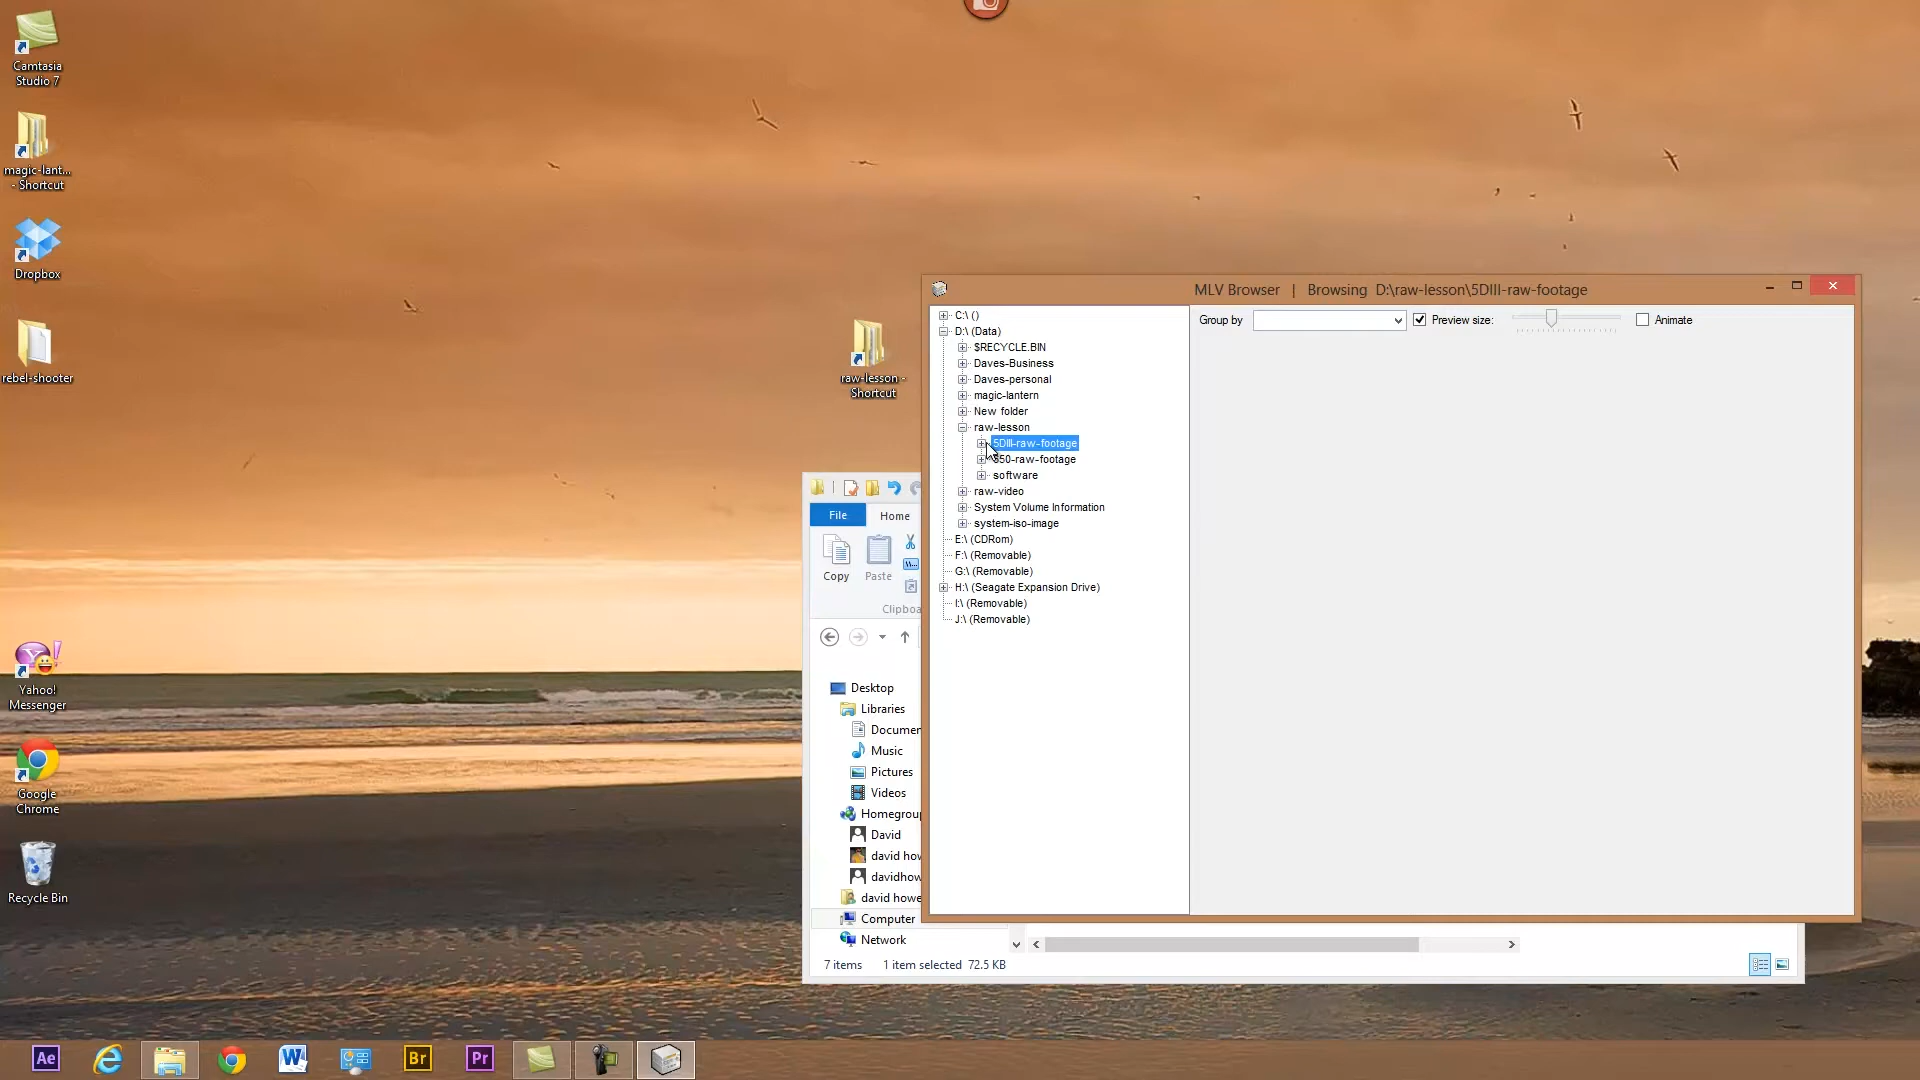 Camtasia
Studio 7
magic-lant...
- Shortcut
Dropbox
rebel-shooter
Yahoo!
Messenger
Google
Chrome
Recycle Bin
raw-lesson -
Shortcut
MLV Browser | Browsing D:\raw-lesson\5DIII-raw-footage
Group by
Preview size:
Animate
C:\ ()
D:\ (Data)
$RECYCLE.BIN
Daves-Business
Daves-personal
magic-lantern
New folder
raw-lesson
5DIII-raw-footage
50-raw-footage
software
raw-video
System Volume Information
system-iso-image
E:\ (CDRom)
F:\ (Removable)
G:\ (Removable)
H:\ (Seagate Expansion Drive)
I:\ (Removable)
J:\ (Removable)
File
Home
Copy
Paste
Clipboa
Desktop
Libraries
Documen
Music
Pictures
Videos
Homegroup
David
david how
davidhow
david howe
Computer
Network
7 items 1 item selected 72.5 KB
Ae
W
Br
Pr